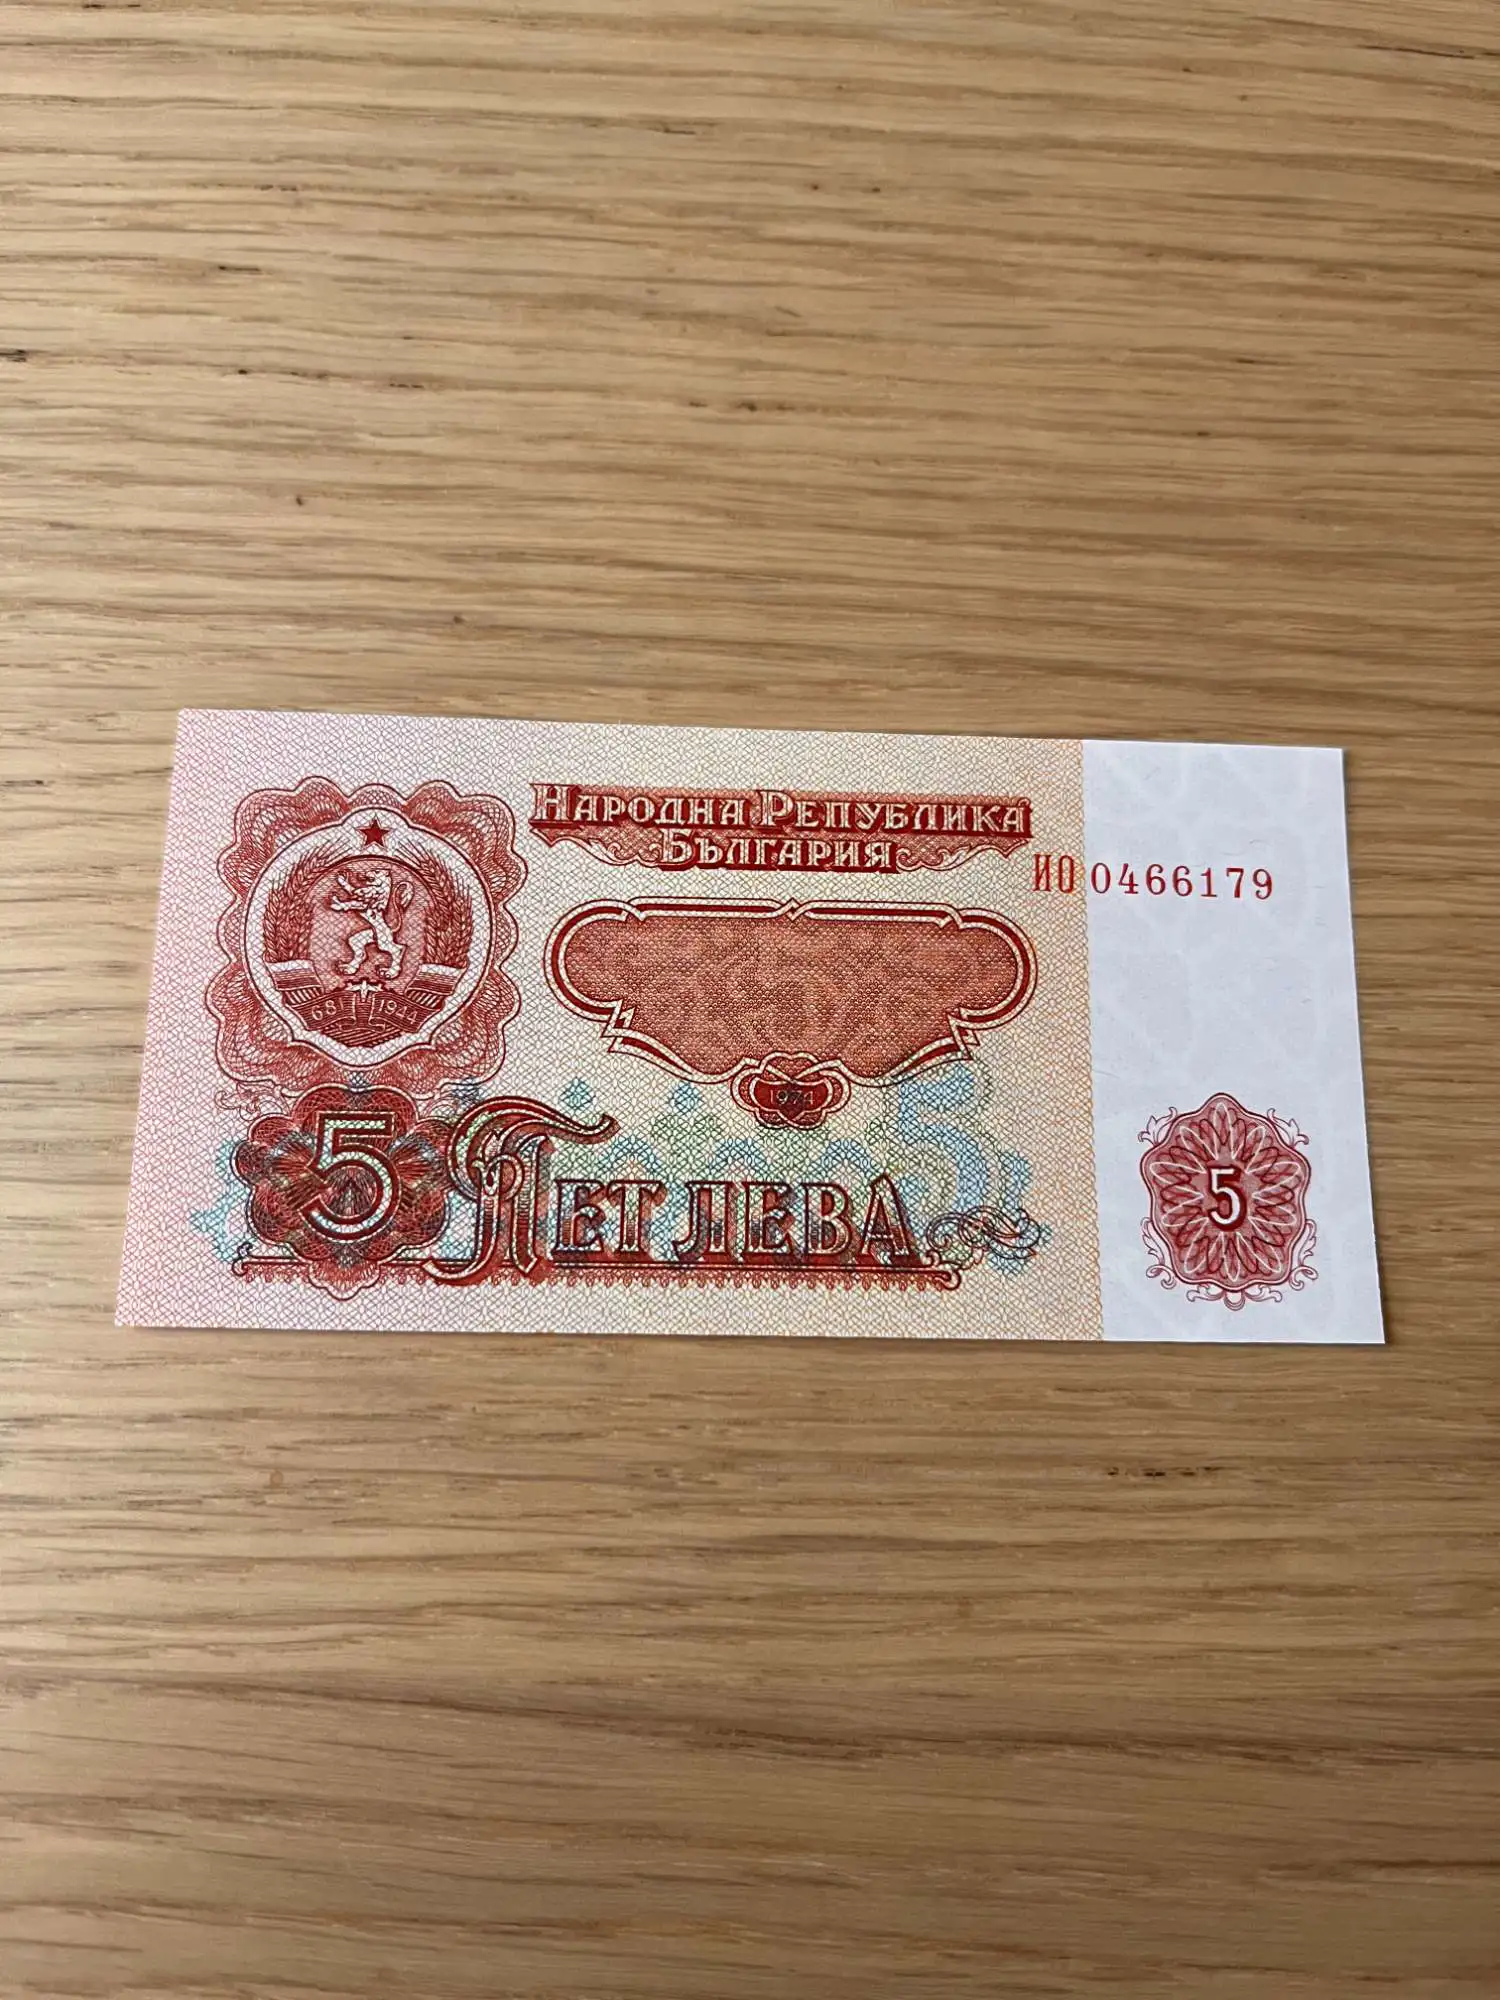 НАРОДНА РЕПУБЛИКА
БЪЛГАРИЯ
ИО 0466179
681 1944
1974
5 ПЕТ ЛЕВА
5